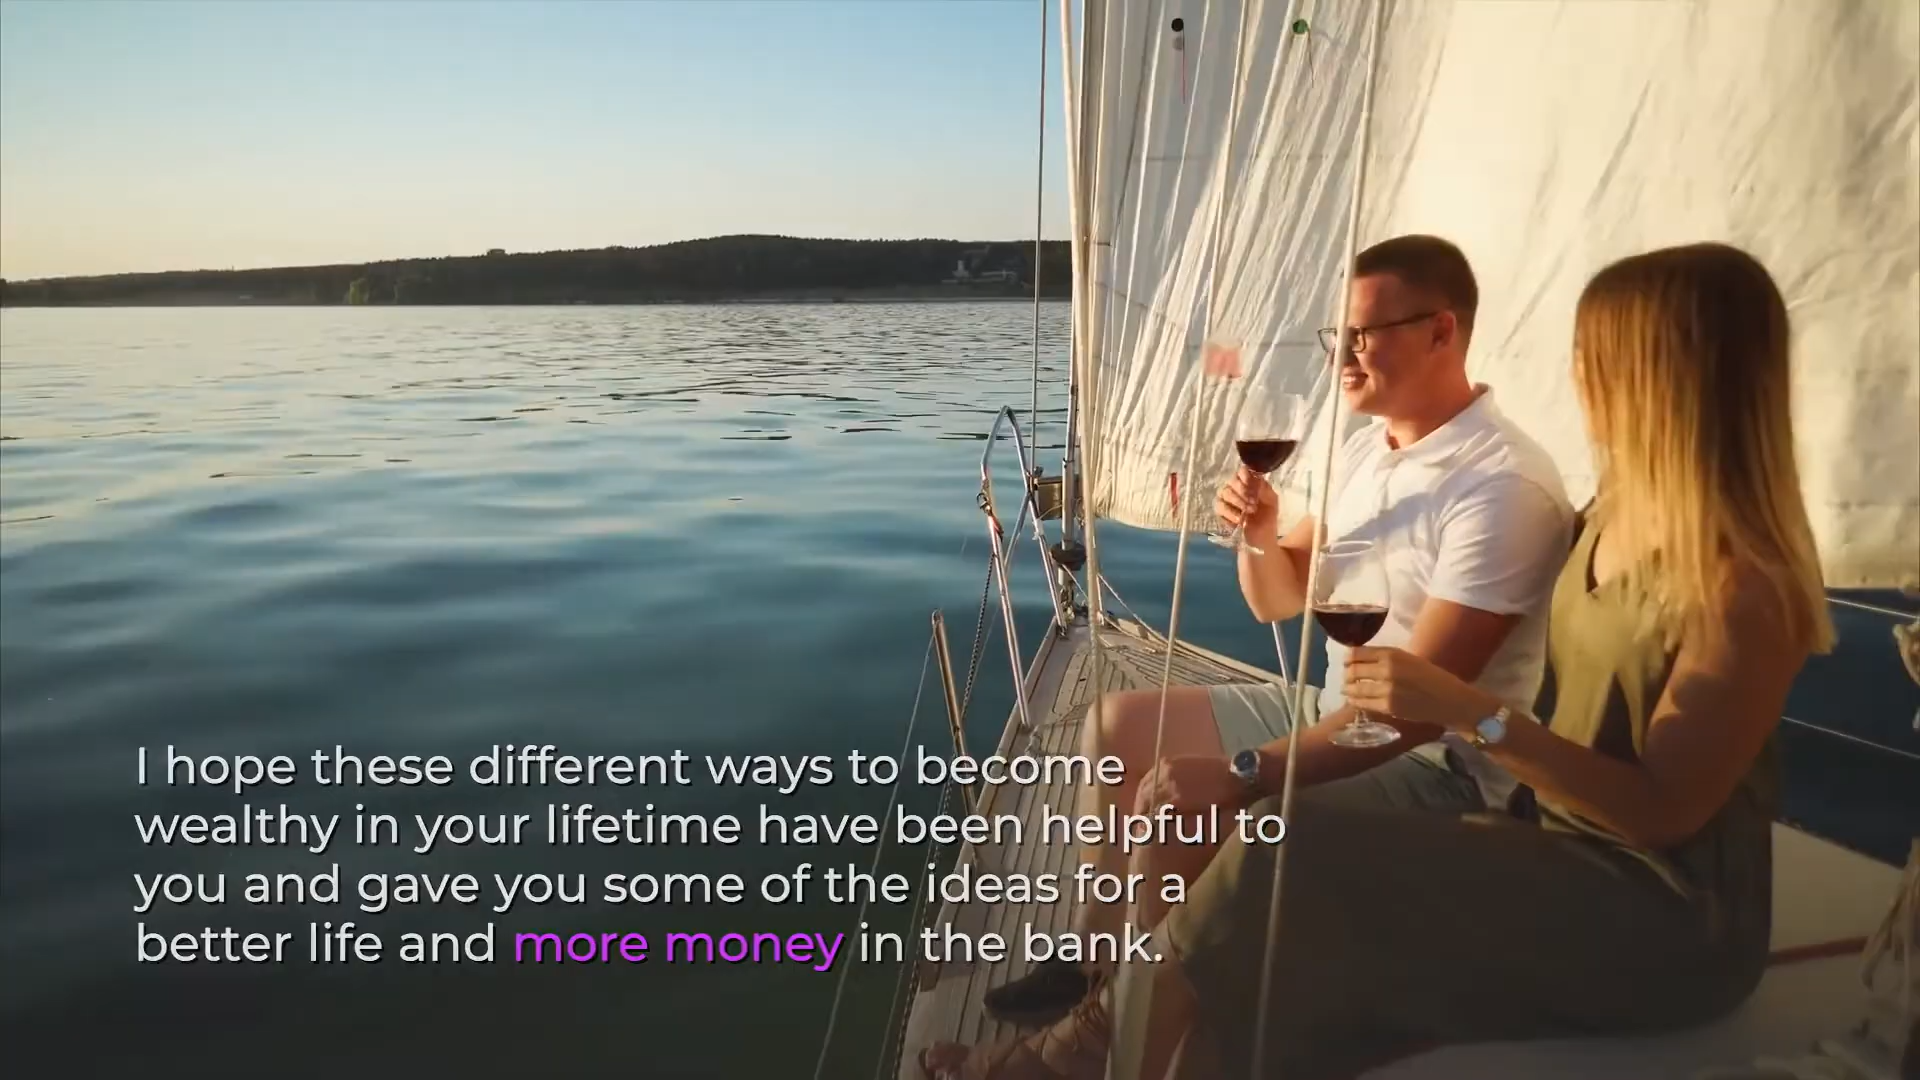 I hope these different ways to become
wealthy in your lifetime have been helpful to
you and gave you some of the ideas for a
better life and more money in the bank.